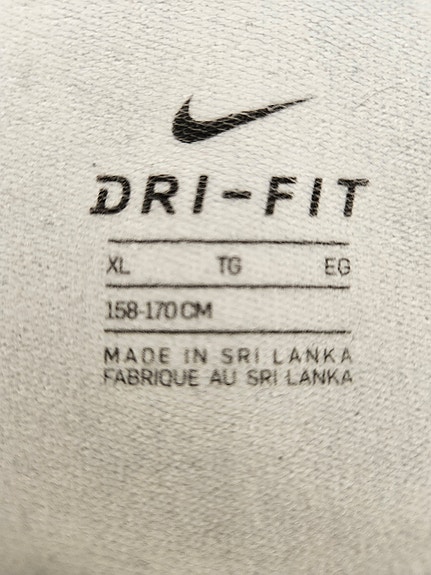 DRI-FIT
XL TG EG
158-170 CM
MADE IN SRI LANKA
FABRIQUE AU SRI LANKA